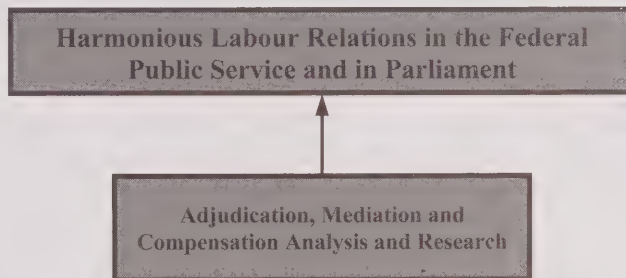 Harmonious Labour Relations in the Federal
Public Service and in Parliament
Adjudication, Mediation and
Compensation Analysis and Research